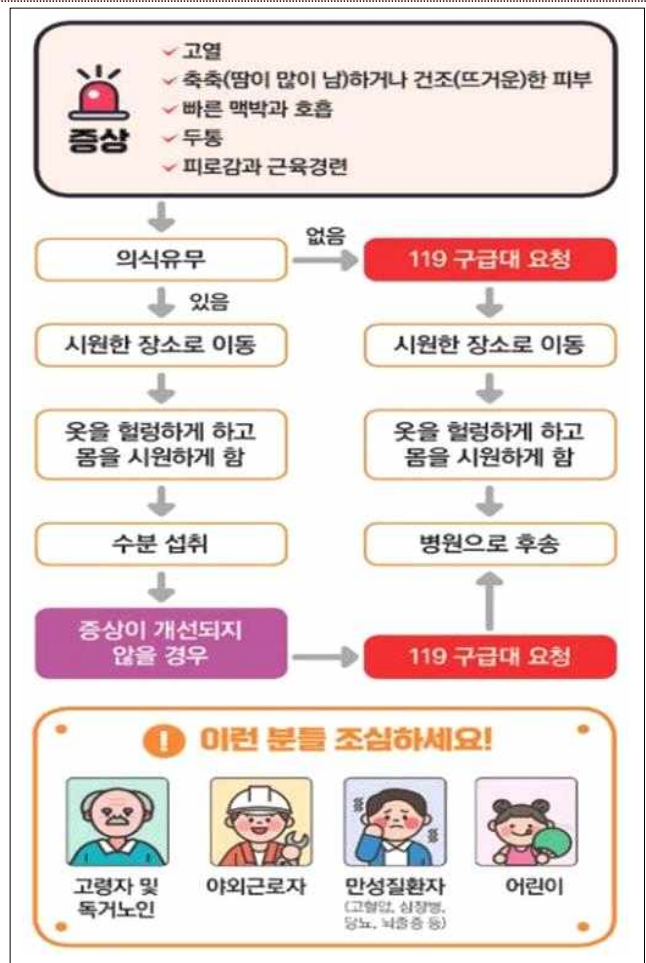 고열
축축(땀이 많이 남)하거나 건조(뜨거운)한 피부
빠른 맥박과 호흡
두통
피로감과 근육경련
증상
의식유무
없음
119 구급대 요청
있음
시원한 장소로 이동
시원한 장소로 이동
옷을 헐렁하게 하고
몸을 시원하게 함
옷을 헐렁하게 하고
몸을 시원하게 함
수분 섭취
병원으로 후송
증상이 개선되지
않을 경우
119 구급대 요청
! 이런 분들 조심하세요!
고령자 및
독거노인
야외근로자
만성질환자
(고혈압, 심장병,
당뇨, 뇌졸중 등)
어린이